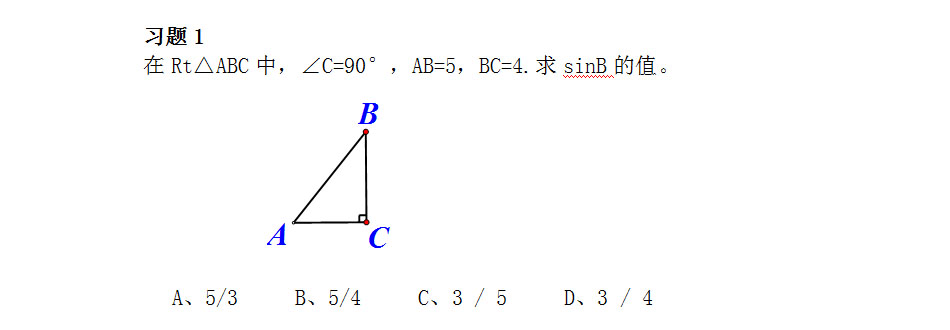 习题 1
在 Rt△ABC 中，∠C=90°，AB=5，BC=4.求 sinB 的值。
B
A
C
A、5/3 B、5/4 C、3 / 5 D、3 / 4